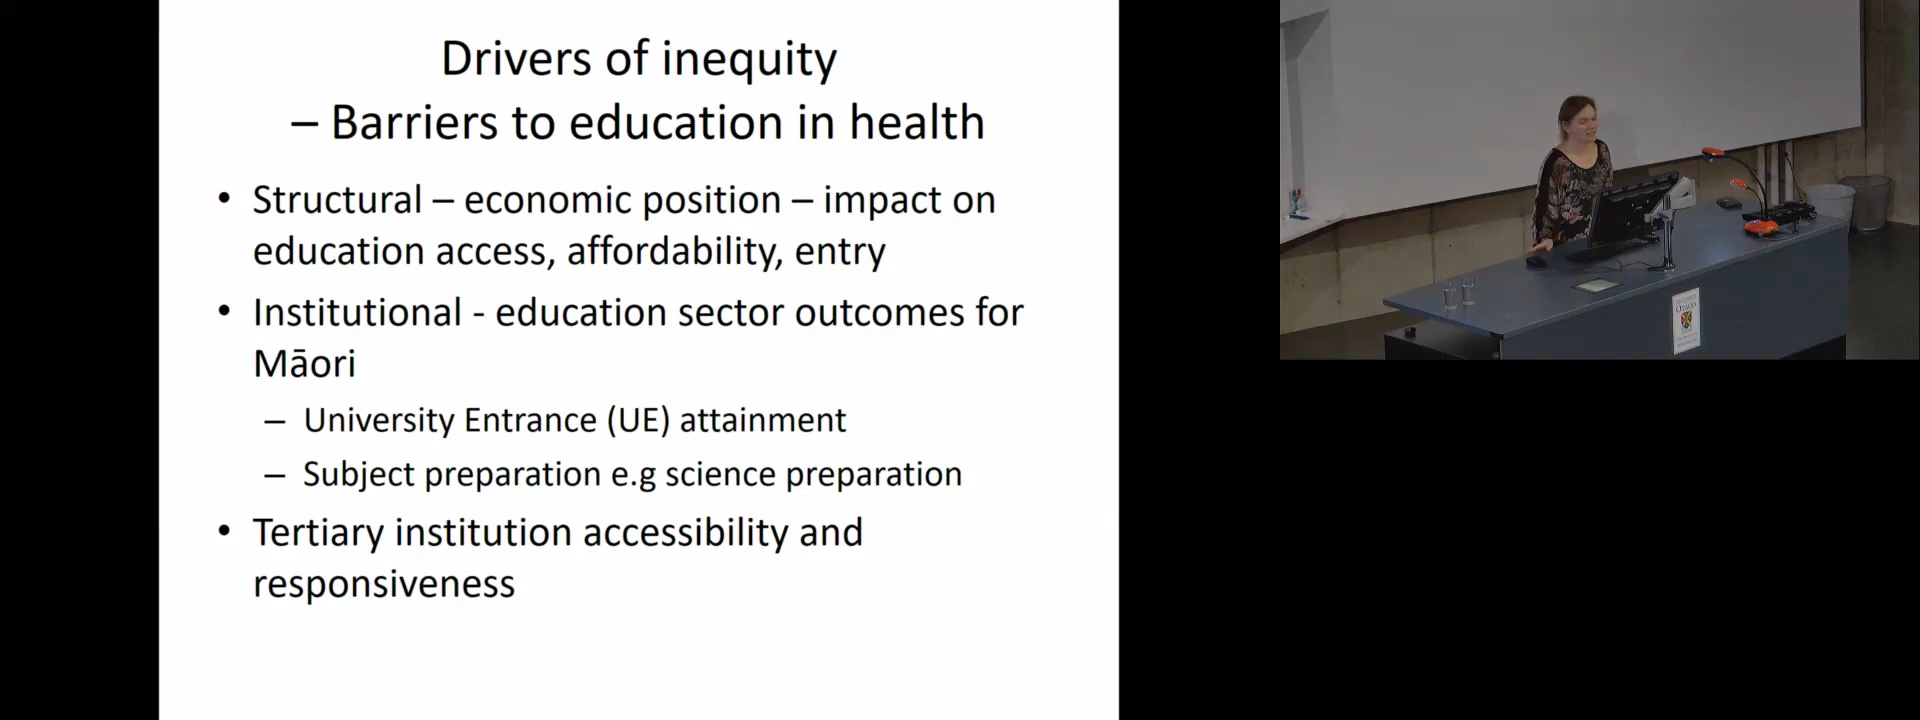 Drivers of inequity
– Barriers to education in health
• Structural – economic position – impact on
education access, affordability, entry
• Institutional - education sector outcomes for
Māori
– University Entrance (UE) attainment
– Subject preparation e.g science preparation
• Tertiary institution accessibility and
responsiveness
OTAGO